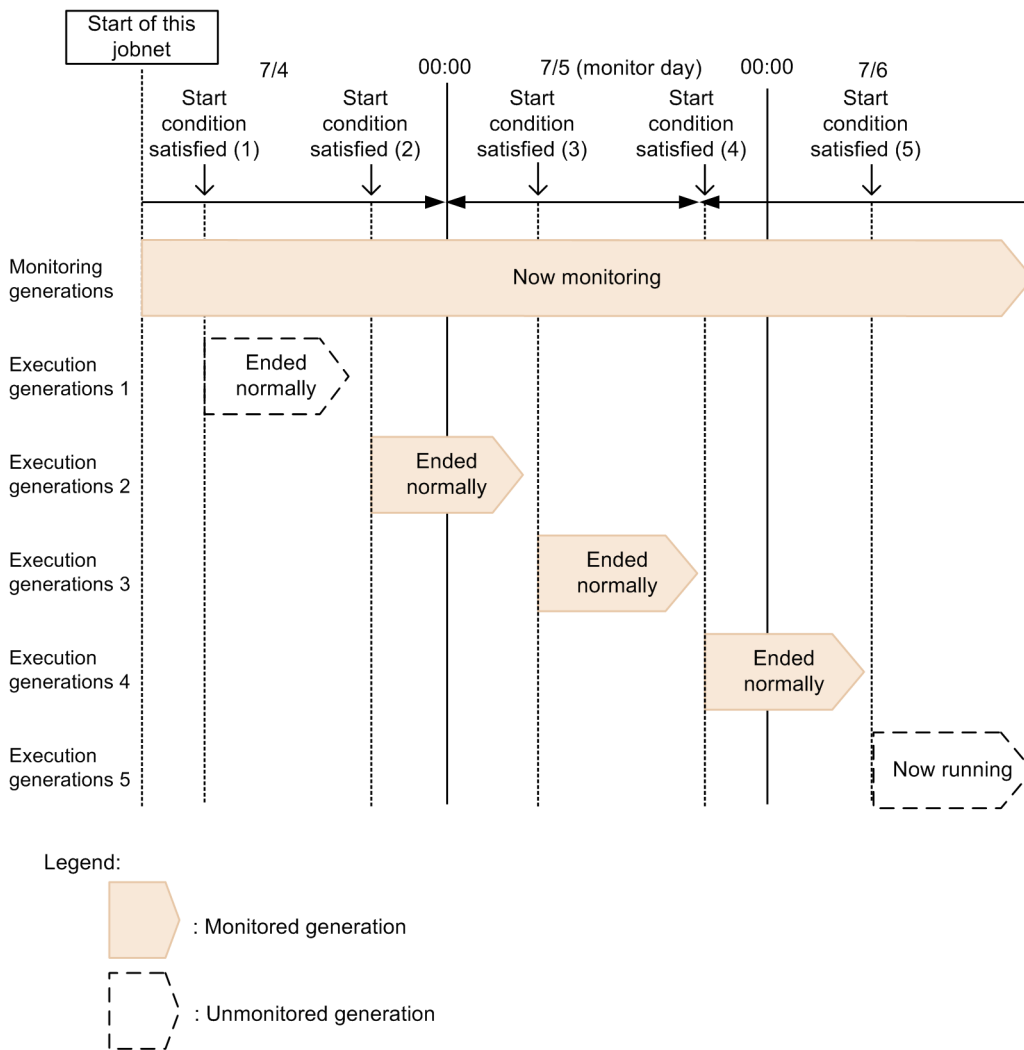 Start of this
jobnet
7/4
00:00
7/5 (monitor day)
00:00
7/6
Start
condition
satisfied (1)
Start
condition
satisfied (2)
Start
condition
satisfied (3)
Start
condition
satisfied (4)
Start
condition
satisfied (5)
Monitoring
generations
Now monitoring
Execution
generations 1
Ended
normally
Execution
generations 2
Ended
normally
Execution
generations 3
Ended
normally
Execution
generations 4
Ended
normally
Execution
generations 5
Now running
Legend:
: Monitored generation
: Unmonitored generation